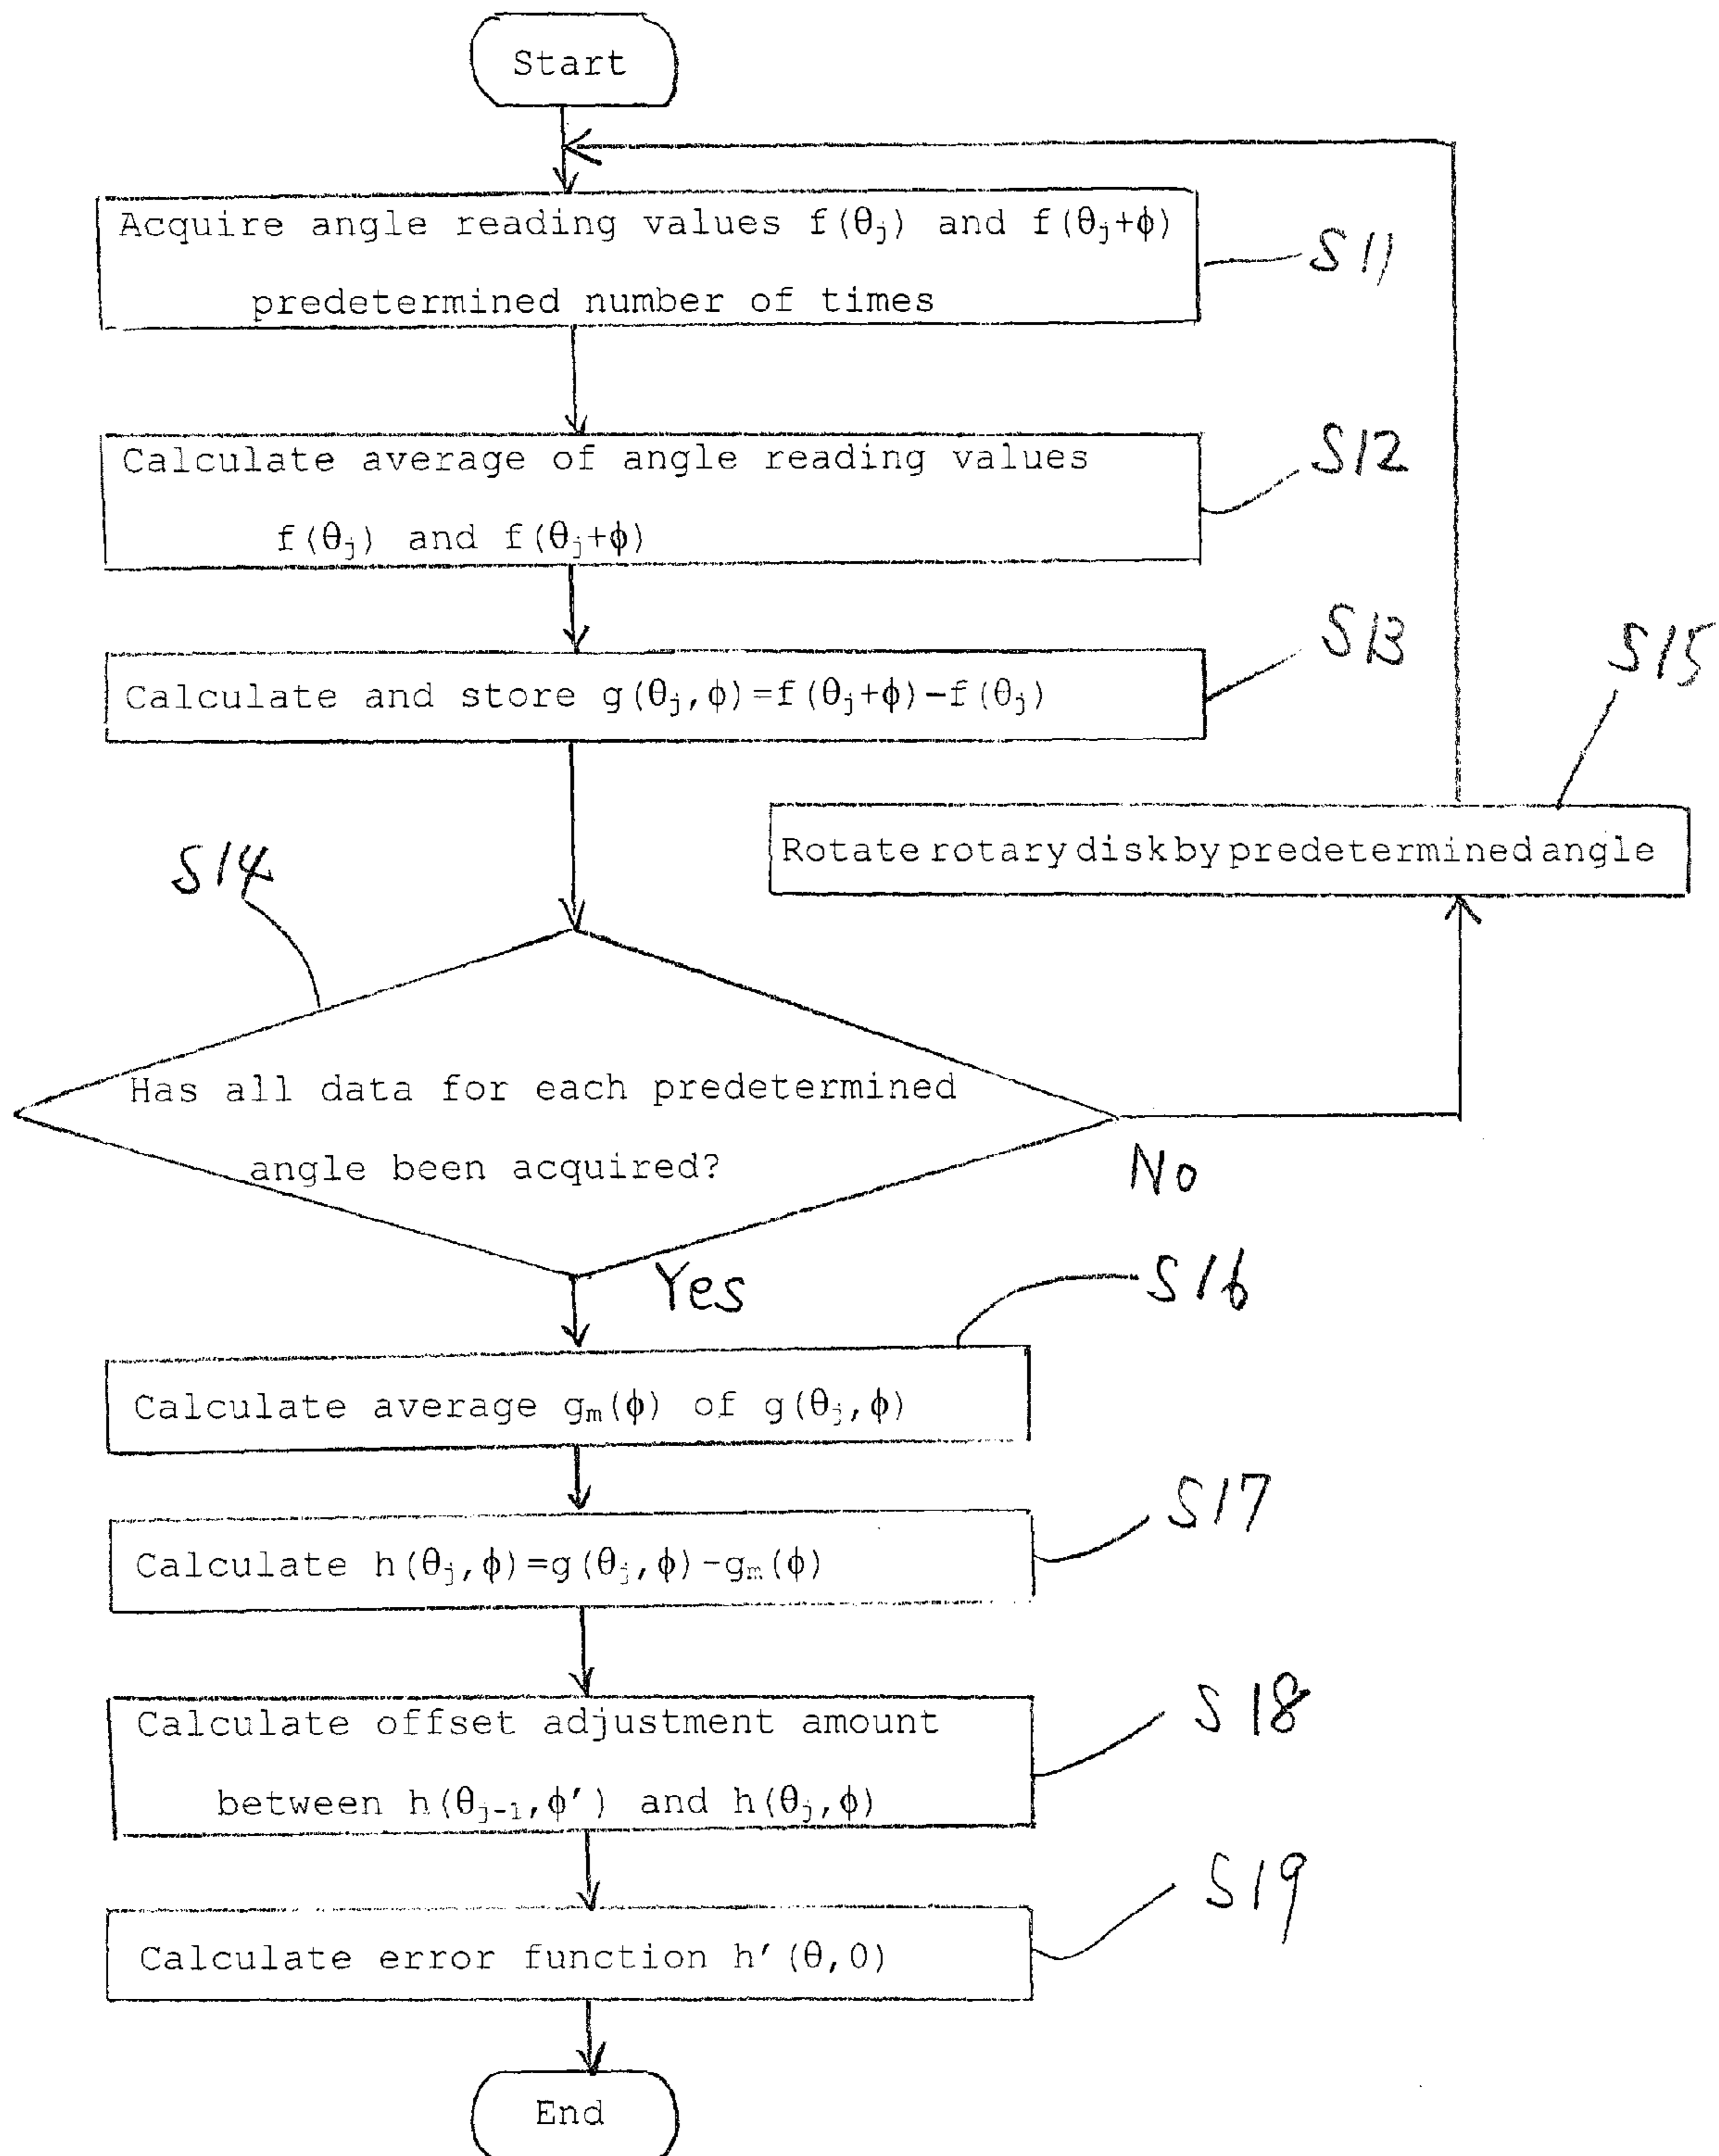 Start
Acquire angle reading values f(θj) and f(θj+ϕ)
predetermined number of times
S11
Calculate average of angle reading values
f(θj) and f(θj+ϕ)
S12
Calculate and store g(θj,ϕ)=f(θj+ϕ)-f(θj)
S13
S15
Rotate rotary disk by predetermined angle
S14
Has all data for each predetermined
angle been acquired?
No
Yes
S16
Calculate average gm(ϕ) of g(θj,ϕ)
S17
Calculate h(θj,ϕ)=g(θj,ϕ)-gm(ϕ)
S18
Calculate offset adjustment amount
between h(θj-1,ϕ′) and h(θj,ϕ)
S19
Calculate error function h′(θ,0)
End